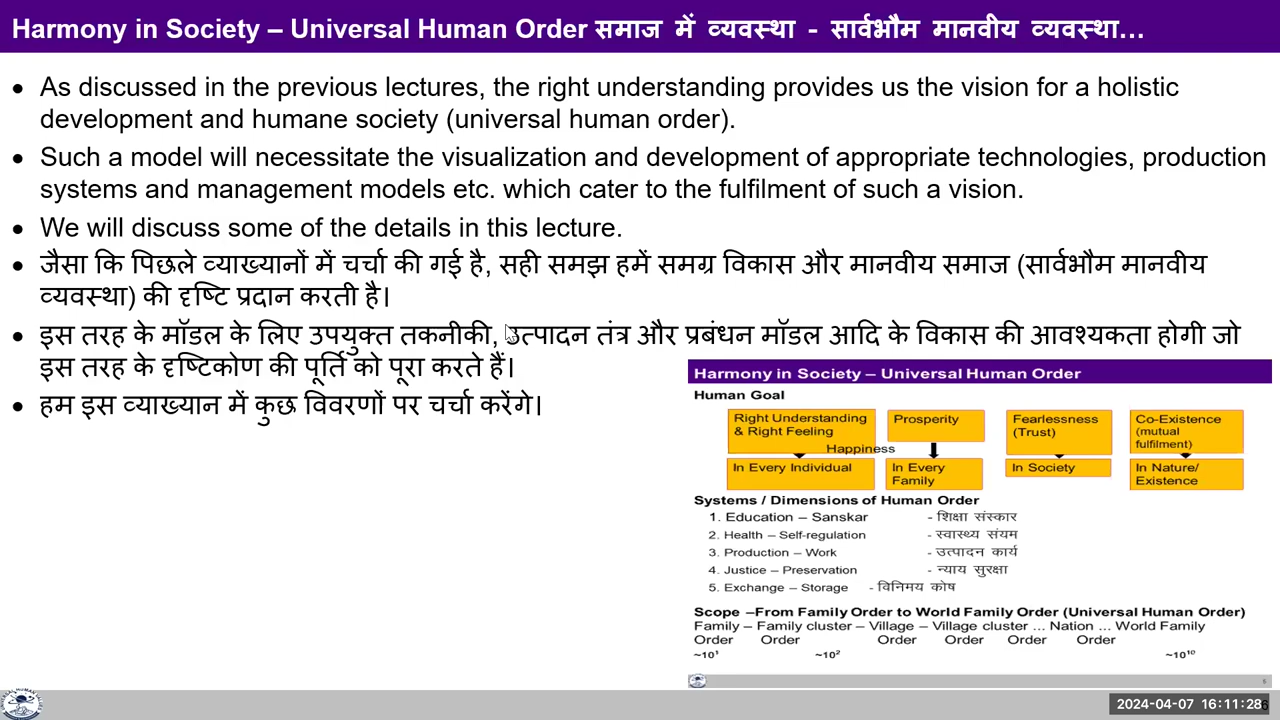 Harmony in Society – Universal Human Order समाज में व्यवस्था - सार्वभौम मानवीय व्यवस्था...
• As discussed in the previous lectures, the right understanding provides us the vision for a holistic
development and humane society (universal human order).
• Such a model will necessitate the visualization and development of appropriate technologies, production
systems and management models etc. which cater to the fulfilment of such a vision.
• We will discuss some of the details in this lecture.
• जैसा कि पिछले व्याख्यानों में चर्चा की गई है, सही समझ हमें समग्र विकास और मानवीय समाज (सार्वभौम मानवीय
व्यवस्था) की दृष्टि प्रदान करती है।
• इस तरह के मॉडल के लिए उपयुक्त तकनीकी, उत्पादन तंत्र और प्रबंधन मॉडल आदि के विकास की आवश्यकता होगी जो
इस तरह के दृष्टिकोण की पूर्ति को पूरा करते हैं।
• हम इस व्याख्यान में कुछ विवरणों पर चर्चा करेंगे।
Harmony in Society – Universal Human Order
Human Goal
Right Understanding
& Right Feeling
Prosperity
Fearlessness
(Trust)
Co-Existence
(mutual
fulfilment)
Happiness
In Every Individual
In Every
Family
In Society
In Nature/
Existence
Systems / Dimensions of Human Order
1. Education – Sanskar - शिक्षा संस्कार
2. Health – Self-regulation - स्वास्थ्य संयम
3. Production – Work - उत्पादन कार्य
4. Justice – Preservation - न्याय सुरक्षा
5. Exchange – Storage - विनिमय कोष
Scope –From Family Order to World Family Order (Universal Human Order)
Family – Family cluster – Village – Village cluster ... Nation ... World Family
Order Order Order Order Order Order
~10¹ ~10² ~10¹⁰
6
2024-04-07 16:11:28